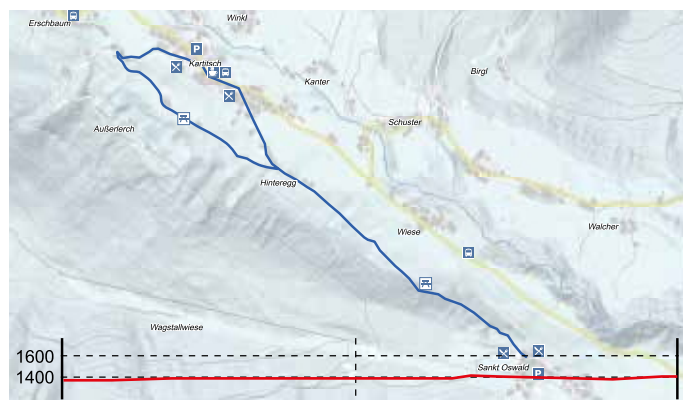 Erschbaum
Winkl
P
Kartitsch
Kanter
Birgl
Außerlerch
Schuster
Hinteregg
Wiese
Walcher
Wagstallwiese
1600
Sankt Oswald
P
1400